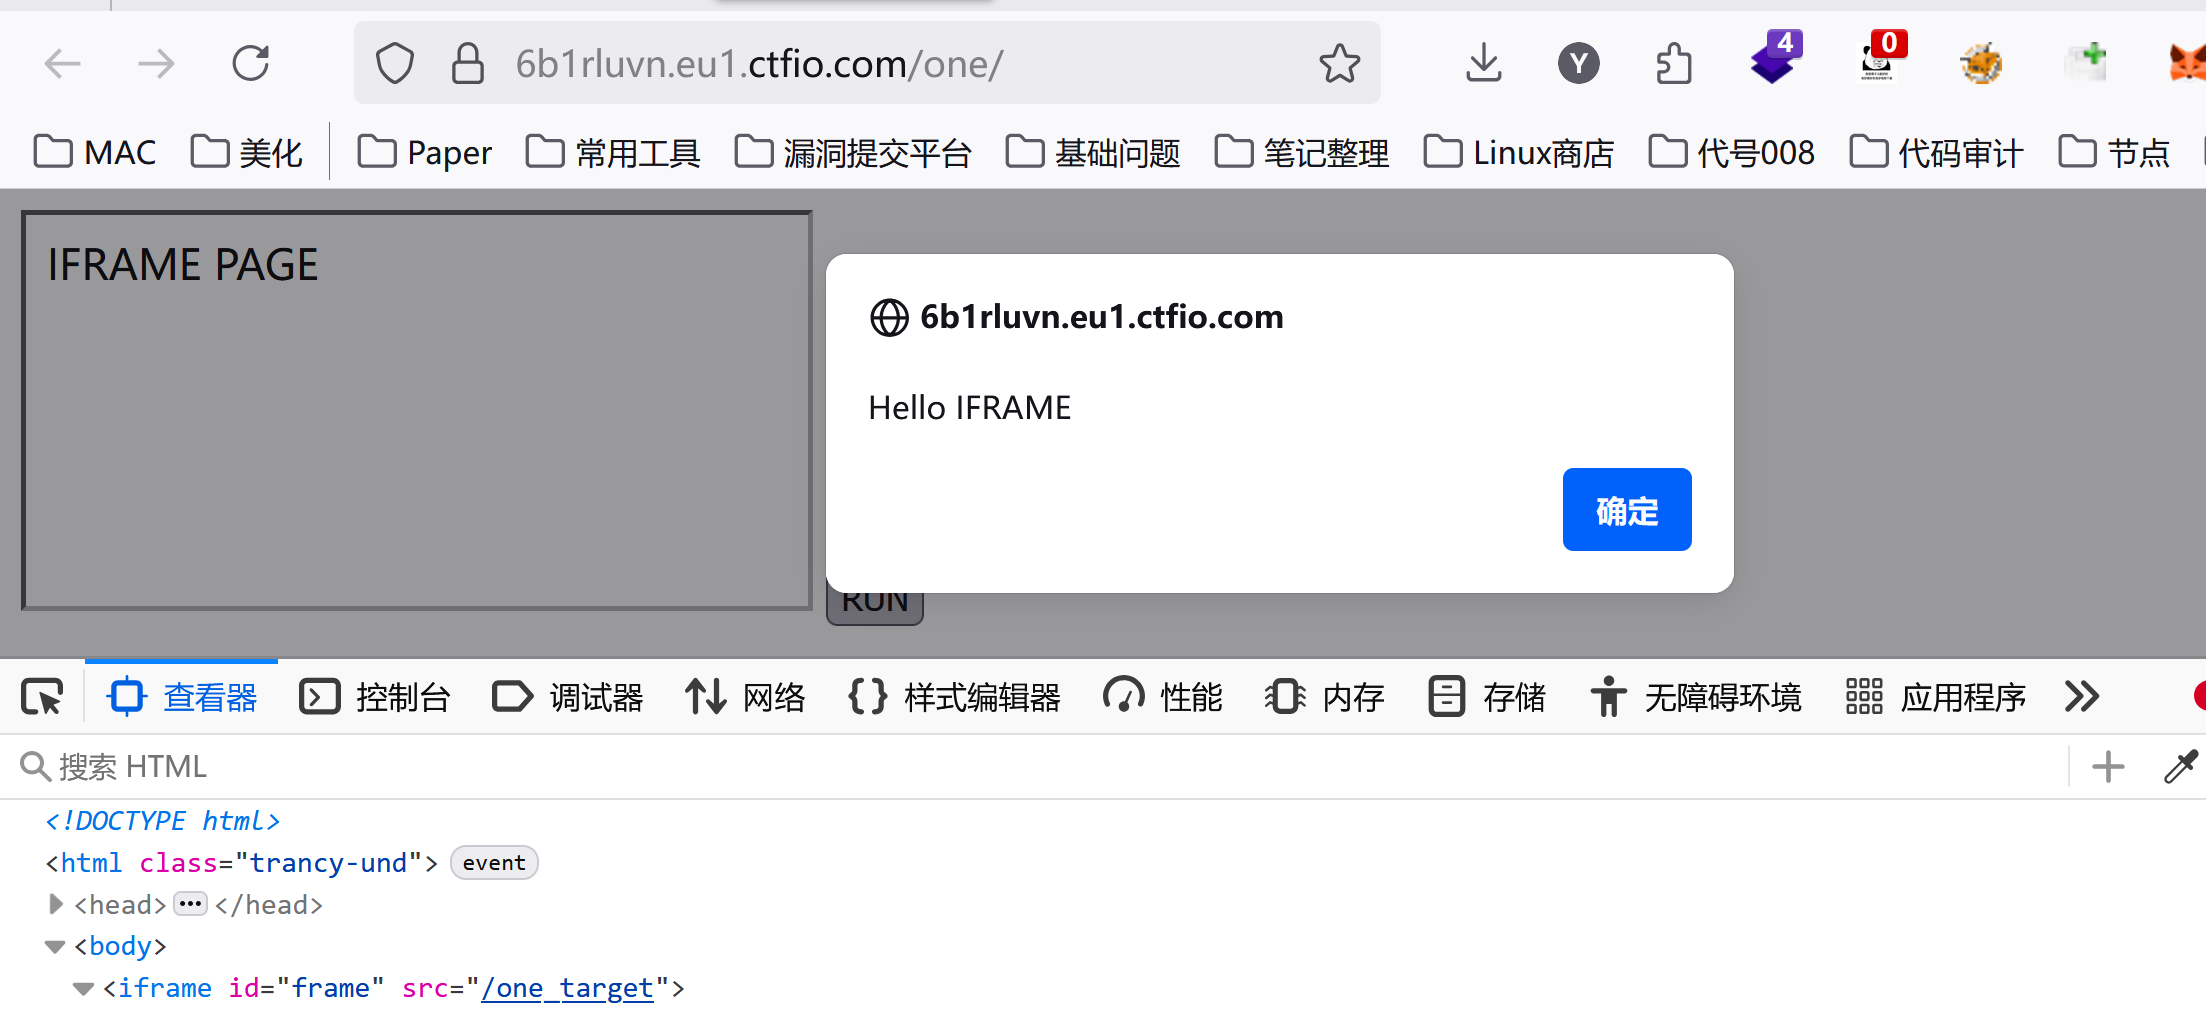 6b1rluvn.eu1.ctfio.com/one/
Y
4
0
MAC
美化
Paper
常用工具
漏洞提交平台
基础问题
笔记整理
Linux商店
代号008
代码审计
节点
IFRAME PAGE
6b1rluvn.eu1.ctfio.com
Hello IFRAME
确定
RUN
查看器
控制台
调试器
网络
样式编辑器
性能
内存
存储
无障碍环境
应用程序
搜索 HTML
<!DOCTYPE html>
<html class="trancy-und"> event
<head> ••• </head>
<body>
<iframe id="frame" src="/one_target">